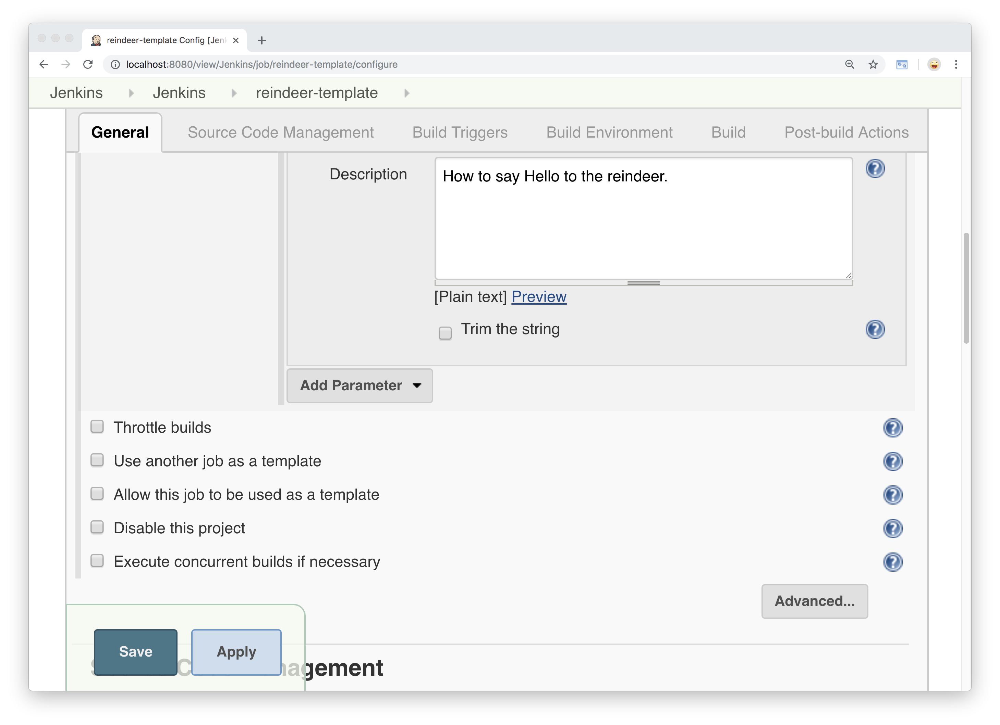 reindeer-template Config [Jen
localhost:8080/view/Jenkins/job/reindeer-template/configure
Jenkins Jenkins reindeer-template
General Source Code Management Build Triggers Build Environment Build Post-build Actions
Description How to say Hello to the reindeer.
[Plain text] Preview
Trim the string
Add Parameter
Throttle builds
Use another job as a template
Allow this job to be used as a template
Disable this project
Execute concurrent builds if necessary
Advanced...
Save Apply
gement